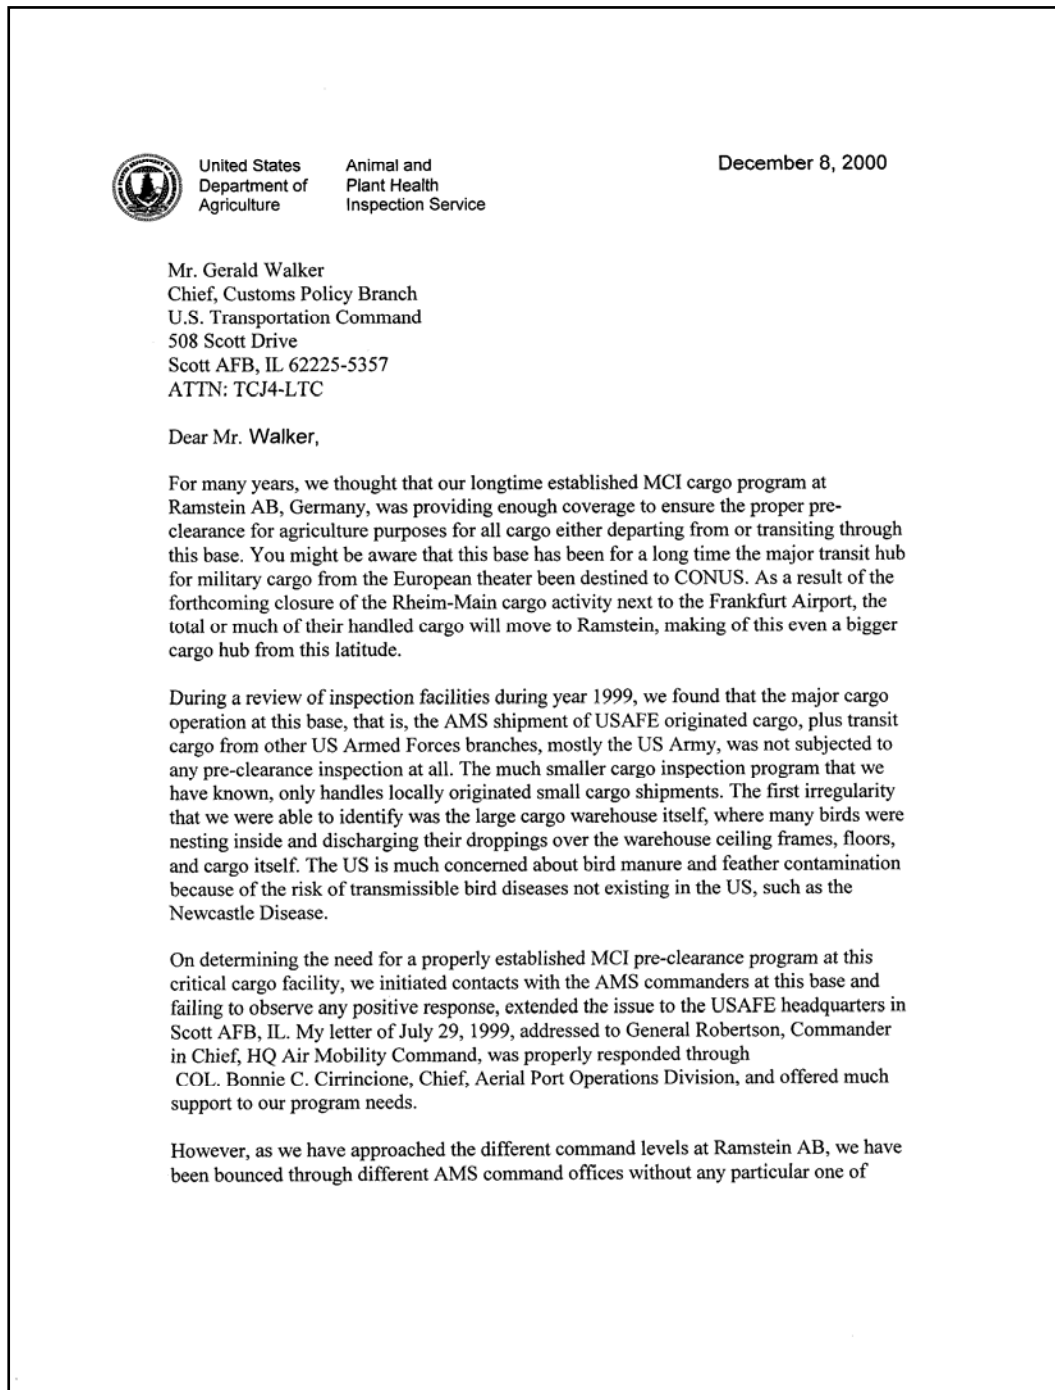 United States
Department of
Agriculture
Animal and
Plant Health
Inspection Service
December 8, 2000
Mr. Gerald Walker
Chief, Customs Policy Branch
U.S. Transportation Command
508 Scott Drive
Scott AFB, IL 62225-5357
ATTN: TCJ4-LTC
Dear Mr. Walker,
For many years, we thought that our longtime established MCI cargo program at
Ramstein AB, Germany, was providing enough coverage to ensure the proper pre-
clearance for agriculture purposes for all cargo either departing from or transiting through
this base. You might be aware that this base has been for a long time the major transit hub
for military cargo from the European theater been destined to CONUS. As a result of the
forthcoming closure of the Rheim-Main cargo activity next to the Frankfurt Airport, the
total or much of their handled cargo will move to Ramstein, making of this even a bigger
cargo hub from this latitude.
During a review of inspection facilities during year 1999, we found that the major cargo
operation at this base, that is, the AMS shipment of USAFE originated cargo, plus transit
cargo from other US Armed Forces branches, mostly the US Army, was not subjected to
any pre-clearance inspection at all. The much smaller cargo inspection program that we
have known, only handles locally originated small cargo shipments. The first irregularity
that we were able to identify was the large cargo warehouse itself, where many birds were
nesting inside and discharging their droppings over the warehouse ceiling frames, floors,
and cargo itself. The US is much concerned about bird manure and feather contamination
because of the risk of transmissible bird diseases not existing in the US, such as the
Newcastle Disease.
On determining the need for a properly established MCI pre-clearance program at this
critical cargo facility, we initiated contacts with the AMS commanders at this base and
failing to observe any positive response, extended the issue to the USAFE headquarters in
Scott AFB, IL. My letter of July 29, 1999, addressed to General Robertson, Commander
in Chief, HQ Air Mobility Command, was properly responded through
COL. Bonnie C. Cirrincione, Chief, Aerial Port Operations Division, and offered much
support to our program needs.
However, as we have approached the different command levels at Ramstein AB, we have
been bounced through different AMS command offices without any particular one of